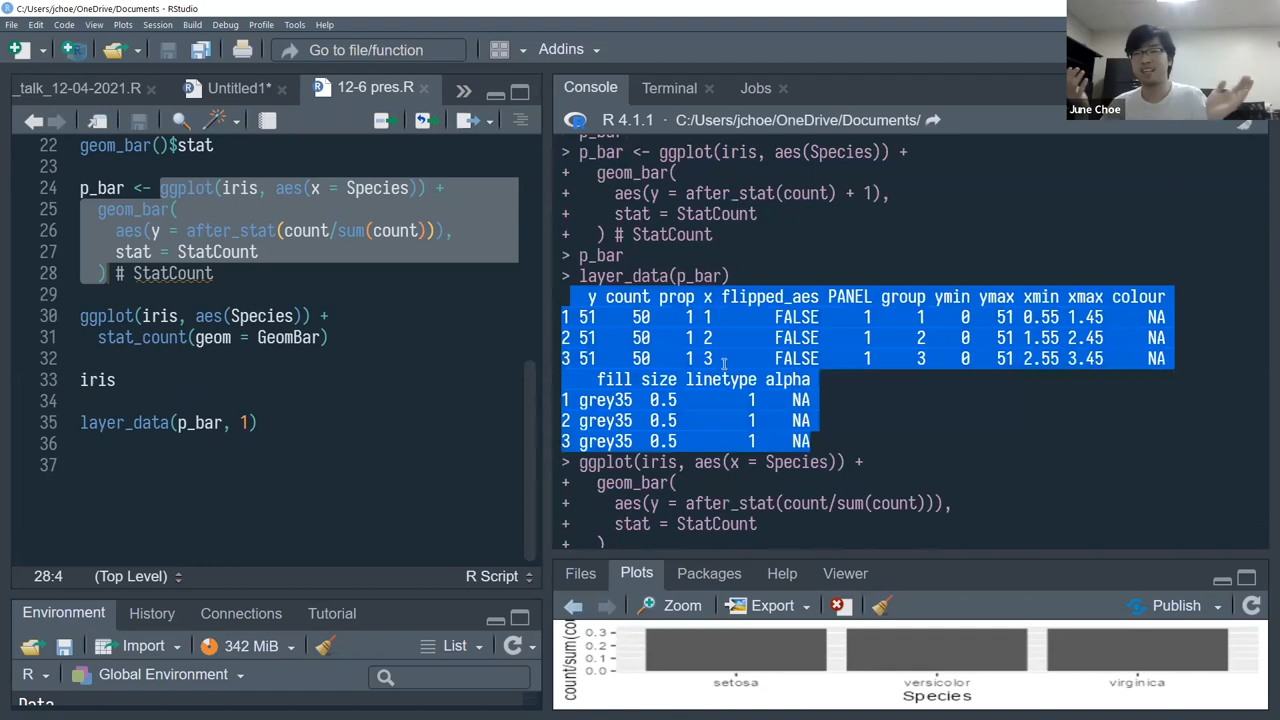 C:/Users/jchoe/OneDrive/Documents - RStudio
File Edit Code View Plots Session Build Debug Profile Tools Help
Go to file/function
Addins
_talk_12-04-2021.R
Untitled1*
12-6 pres.R
22 geom_bar()$stat
23
24 p_bar <- ggplot(iris, aes(x = Species)) +
25 geom_bar(
26 aes(y = after_stat(count/sum(count))),
27 stat = StatCount
28 ) # StatCount
29
30 ggplot(iris, aes(Species)) +
31 stat_count(geom = GeomBar)
32
33 iris
34
35 layer_data(p_bar, 1)
36
37
28:4 (Top Level) R Script
Environment History Connections Tutorial
Import 342 MiB List
R Global Environment
Data
Console Terminal Jobs
R 4.1.1 · C:/Users/jchoe/OneDrive/Documents/
> p_bar
> p_bar <- ggplot(iris, aes(Species)) +
+ geom_bar(
+ aes(y = after_stat(count) + 1),
+ stat = StatCount
+ ) # StatCount
> p_bar
> layer_data(p_bar)
y count prop x flipped_aes PANEL group ymin ymax xmin xmax colour
1 51 50 1 1 FALSE 1 1 0 51 0.55 1.45 NA
2 51 50 1 2 FALSE 1 2 0 51 1.55 2.45 NA
3 51 50 1 3 FALSE 1 3 0 51 2.55 3.45 NA
fill size linetype alpha
1 grey35 0.5 1 NA
2 grey35 0.5 1 NA
3 grey35 0.5 1 NA
> ggplot(iris, aes(x = Species)) +
+ geom_bar(
+ aes(y = after_stat(count/sum(count))),
+ stat = StatCount
+ )
Files Plots Packages Help Viewer
Zoom Export Publish
count/sum(co
0.3
0.2
0.1
0.0
setosa versicolor virginica
Species
June Choe